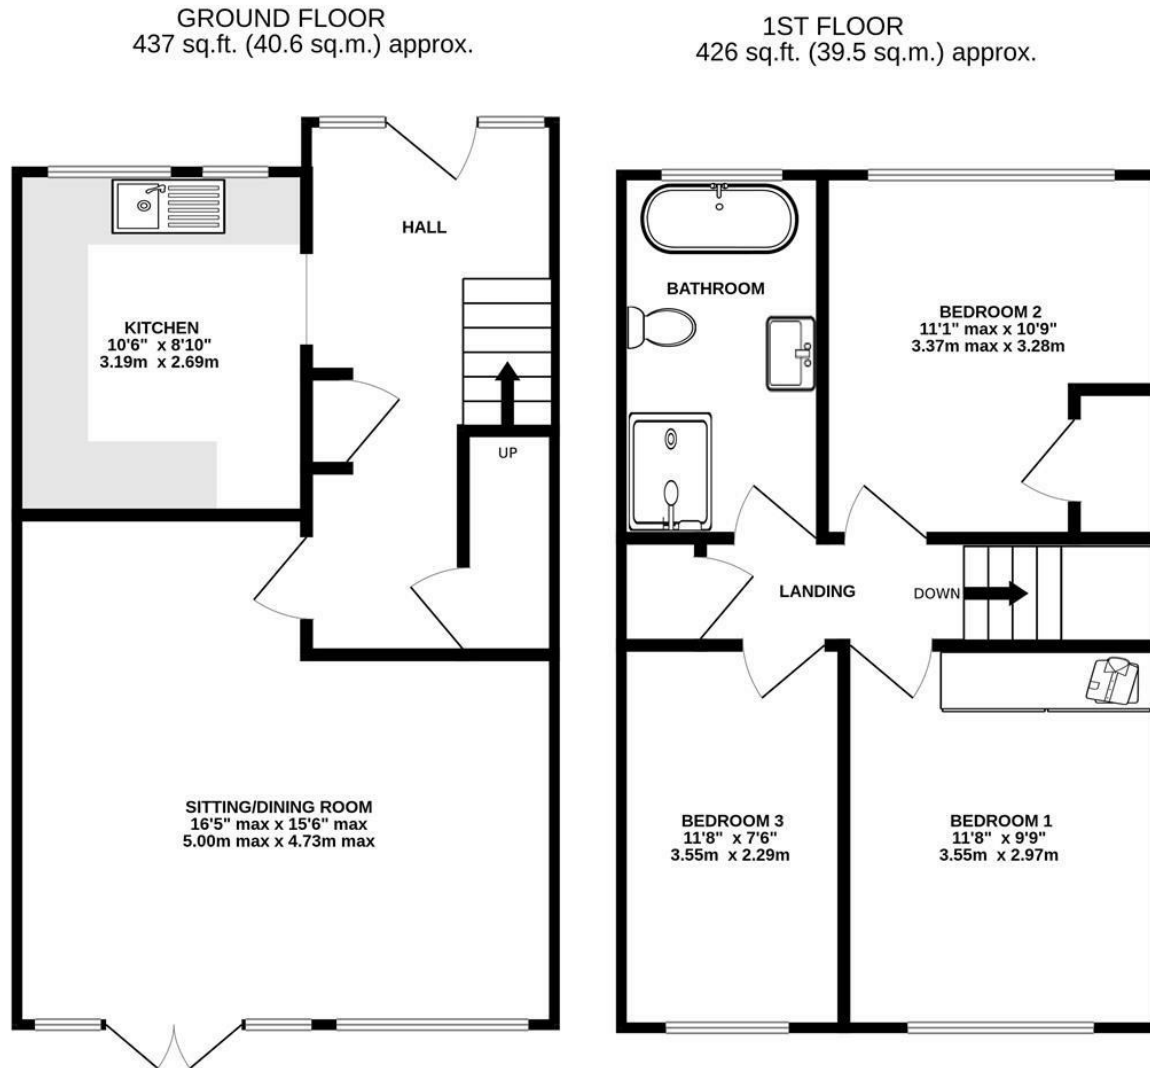 GROUND FLOOR
437 sq.ft. (40.6 sq.m.) approx.
HALL
KITCHEN
10'6" x 8'10"
3.19m x 2.69m
UP
SITTING/DINING ROOM
16'5" max x 15'6" max
5.00m max x 4.73m max
1ST FLOOR
426 sq.ft. (39.5 sq.m.) approx.
BATHROOM
BEDROOM 2
11'1" max x 10'9"
3.37m max x 3.28m
LANDING
DOWN
BEDROOM 3
11'8" x 7'6"
3.55m x 2.29m
BEDROOM 1
11'8" x 9'9"
3.55m x 2.97m